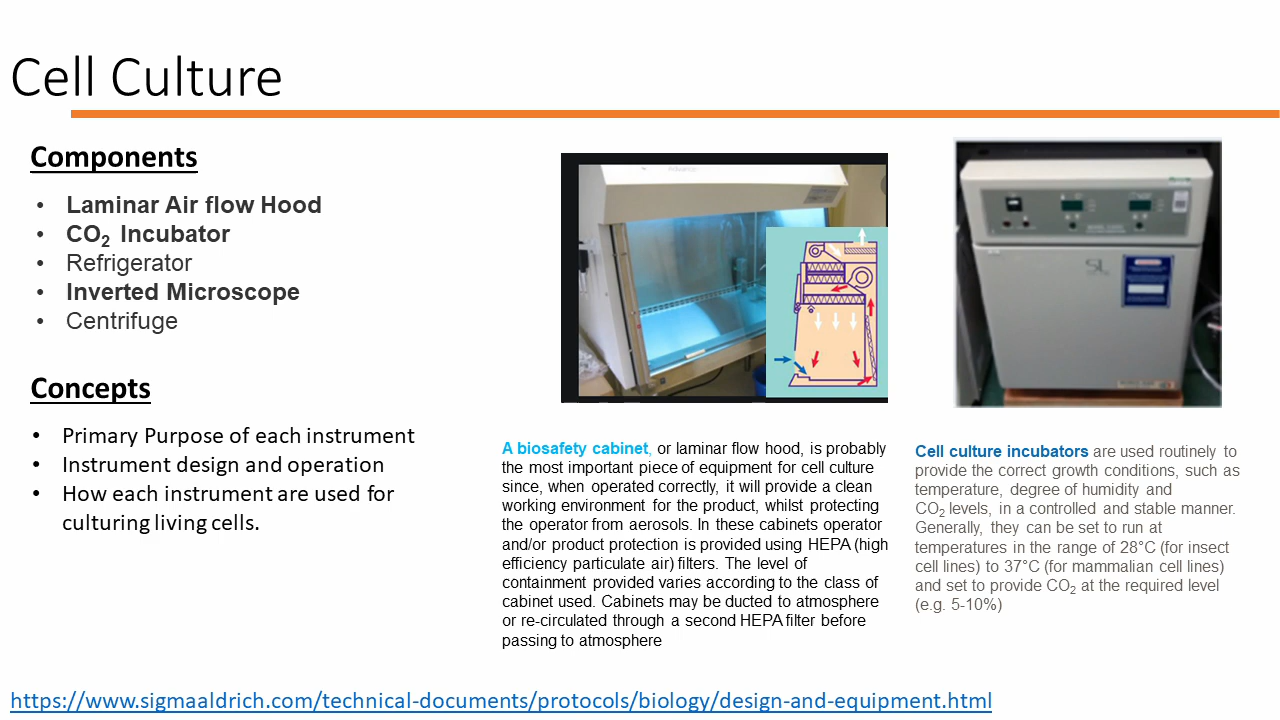 Cell Culture
Components
• Laminar Air flow Hood
• CO₂ Incubator
• Refrigerator
• Inverted Microscope
• Centrifuge
Concepts
• Primary Purpose of each instrument
• Instrument design and operation
• How each instrument are used for
culturing living cells.
A biosafety cabinet, or laminar flow hood, is probably
the most important piece of equipment for cell culture
since, when operated correctly, it will provide a clean
working environment for the product, whilst protecting
the operator from aerosols. In these cabinets operator
and/or product protection is provided using HEPA (high
efficiency particulate air) filters. The level of
containment provided varies according to the class of
cabinet used. Cabinets may be ducted to atmosphere
or re-circulated through a second HEPA filter before
passing to atmosphere
SL
Cell culture incubators are used routinely to
provide the correct growth conditions, such as
temperature, degree of humidity and
CO₂ levels, in a controlled and stable manner.
Generally, they can be set to run at
temperatures in the range of 28°C (for insect
cell lines) to 37°C (for mammalian cell lines)
and set to provide CO₂ at the required level
(e.g. 5-10%)
https://www.sigmaaldrich.com/technical-documents/protocols/biology/design-and-equipment.html